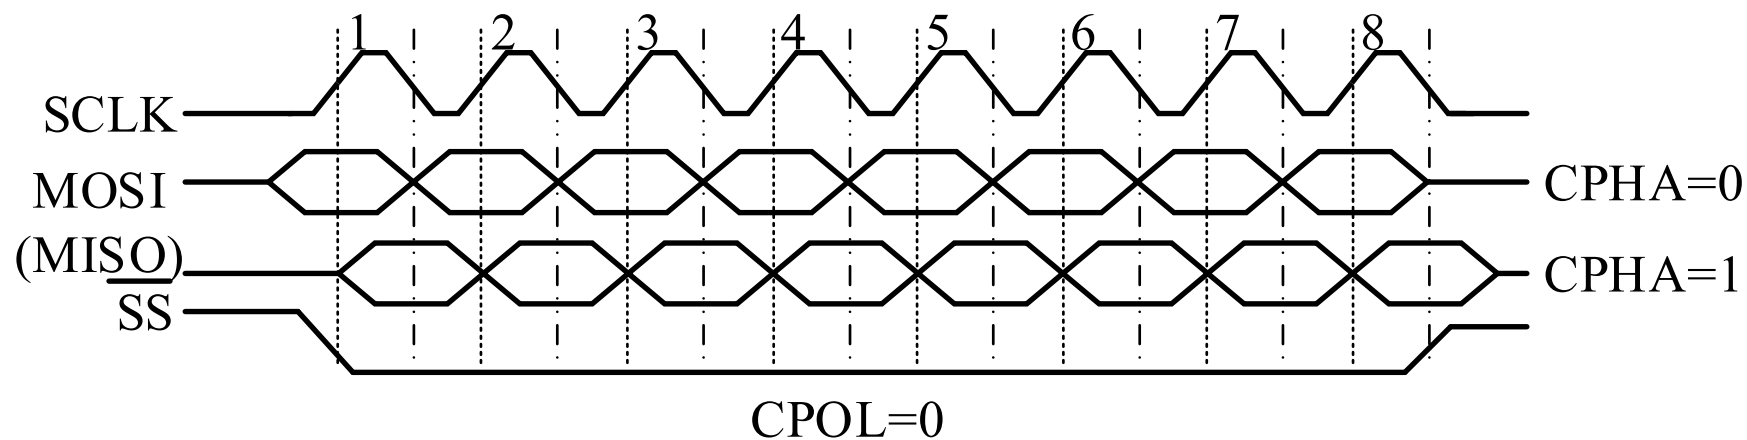 1 2 3 4 5 6 7 8
SCLK
MOSI CPHA=0
(MISO) CPHA=1
SS
CPOL=0